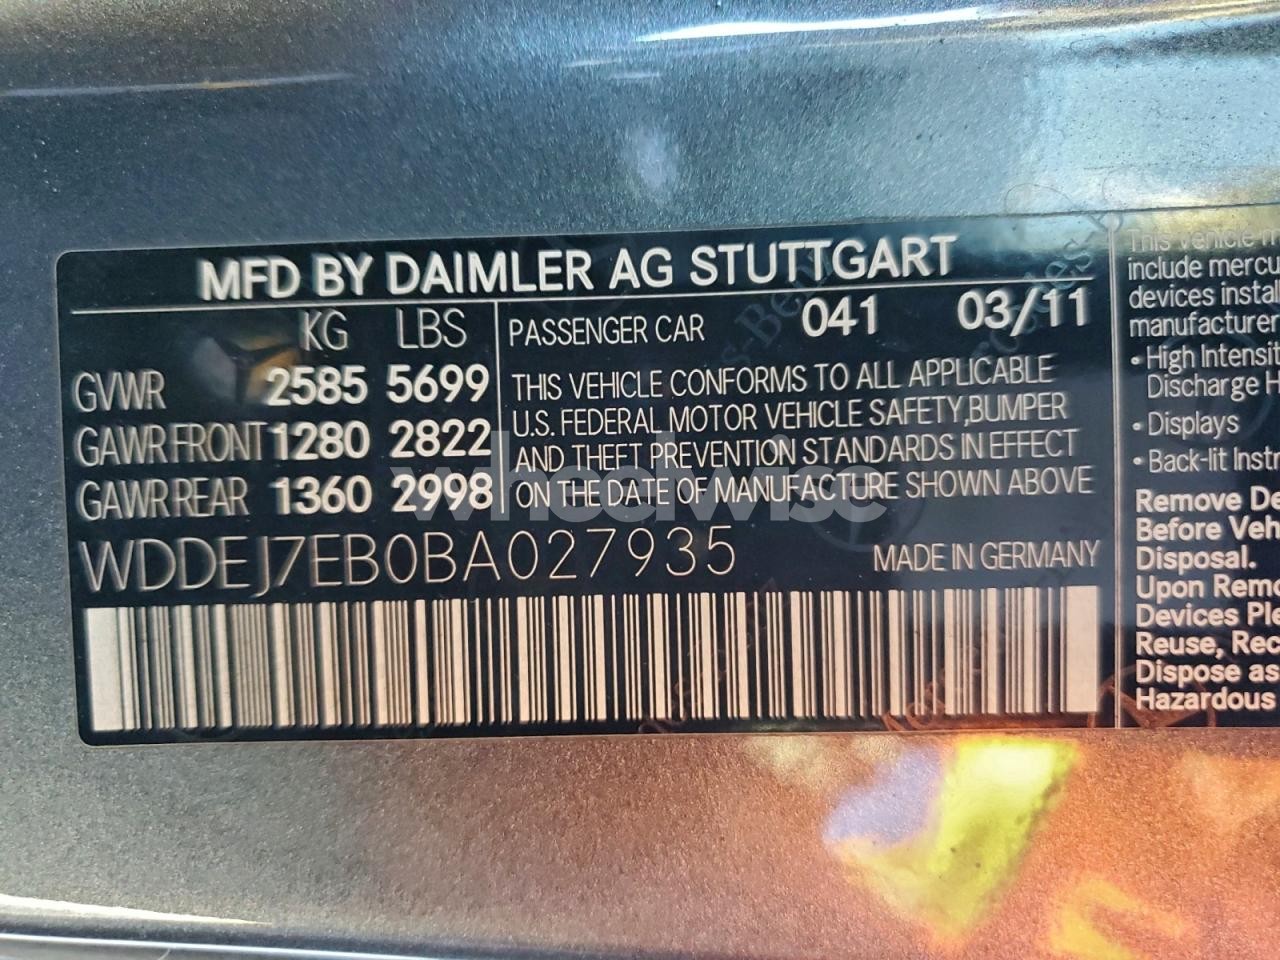 MFD BY DAIMLER AG STUTTGART
KG LBS
GVWR 2585 5699
GAWR FRONT 1280 2822
GAWR REAR 1360 2998
PASSENGER CAR 041 03/11
THIS VEHICLE CONFORMS TO ALL APPLICABLE
U.S. FEDERAL MOTOR VEHICLE SAFETY,BUMPER
AND THEFT PREVENTION STANDARDS IN EFFECT
ON THE DATE OF MANUFACTURE SHOWN ABOVE
WDDEJ7EB0BA027935 MADE IN GERMANY
wheelwise
This vehicle m
include mercu
devices instal
manufacturer
• High Intensit
Discharge H
• Displays
• Back-lit Instr
Remove De
Before Veh
Disposal.
Upon Remo
Devices Ple
Reuse, Rec
Dispose as
Hazardous